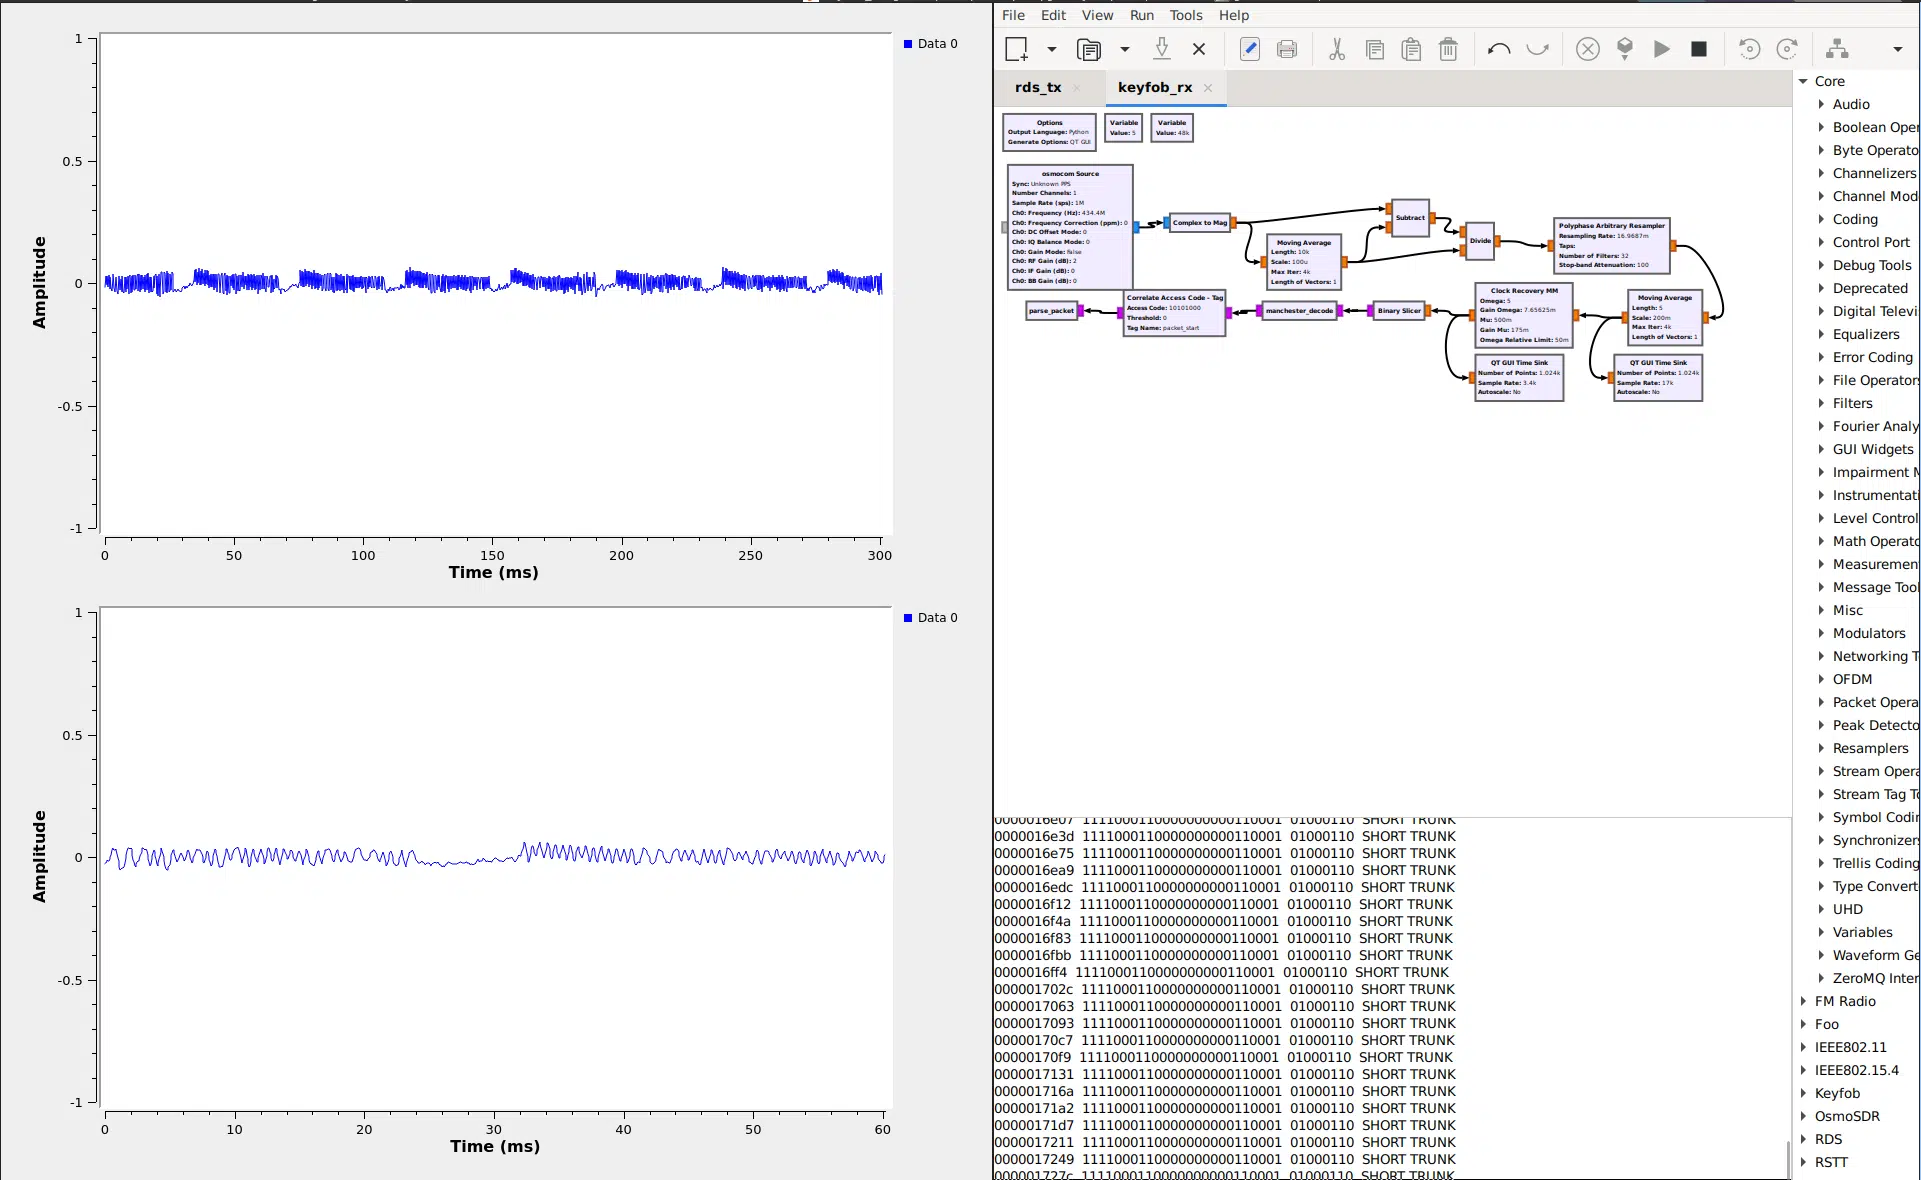 1
0.5
0
-0.5
-1
Amplitude
0
50
100
150
200
250
300
Time (ms)
Data 0
1
0.5
0
-0.5
-1
Amplitude
0
10
20
30
40
50
60
Time (ms)
Data 0
File Edit View Run Tools Help
rds_tx
keyfob_rx
Options
Output Language: Python
Generate Options: QT GUI
Variable
Value: 5
Variable
Value: 48k
osmocom Source
Sync: Unknown PPS
Number Channels: 1
Sample Rate (sps): 1M
Ch0: Frequency (Hz): 434.4M
Ch0: Frequency Correction (ppm): 0
Ch0: DC Offset Mode: 0
Ch0: IQ Balance Mode: 0
Ch0: Gain Mode: False
Ch0: RF Gain (dB): 2
Ch0: IF Gain (dB): 0
Ch0: BB Gain (dB): 0
Complex to Mag
Moving Average
Length: 10k
Scale: 100u
Max Iter: 4k
Length of Vectors: 1
Subtract
Divide
Polyphase Arbitrary Resampler
Resampling Rate: 16.9687m
Taps:
Number of Filters: 32
Stop-band Attenuation: 100
Moving Average
Length: 5
Scale: 200m
Max Iter: 4k
Length of Vectors: 1
Clock Recovery MM
Omega: 5
Gain Omega: 7.65625m
Mu: 500m
Gain Mu: 175m
Omega Relative Limit: 50m
Binary Slicer
manchester_decode
Correlate Access Code - Tag
Access Code: 10101000
Threshold: 0
Tag Name: packet_start
parse_packet
QT GUI Time Sink
Number of Points: 1.024k
Sample Rate: 3.4k
Autoscale: No
QT GUI Time Sink
Number of Points: 1.024k
Sample Rate: 17k
Autoscale: No
0000016e07 1111000110000000000110001 01000110 SHORT TRUNK
0000016e3d 1111000110000000000110001 01000110 SHORT TRUNK
0000016e75 1111000110000000000110001 01000110 SHORT TRUNK
0000016ea9 1111000110000000000110001 01000110 SHORT TRUNK
0000016edc 1111000110000000000110001 01000110 SHORT TRUNK
0000016f12 1111000110000000000110001 01000110 SHORT TRUNK
0000016f4a 1111000110000000000110001 01000110 SHORT TRUNK
0000016f83 1111000110000000000110001 01000110 SHORT TRUNK
0000016fbb 1111000110000000000110001 01000110 SHORT TRUNK
0000016ff4 1111000110000000000110001 01000110 SHORT TRUNK
000001702c 1111000110000000000110001 01000110 SHORT TRUNK
0000017063 1111000110000000000110001 01000110 SHORT TRUNK
0000017093 1111000110000000000110001 01000110 SHORT TRUNK
00000170c7 1111000110000000000110001 01000110 SHORT TRUNK
00000170f9 1111000110000000000110001 01000110 SHORT TRUNK
0000017131 1111000110000000000110001 01000110 SHORT TRUNK
000001716a 1111000110000000000110001 01000110 SHORT TRUNK
00000171a2 1111000110000000000110001 01000110 SHORT TRUNK
00000171d7 1111000110000000000110001 01000110 SHORT TRUNK
0000017211 1111000110000000000110001 01000110 SHORT TRUNK
0000017249 1111000110000000000110001 01000110 SHORT TRUNK
000001727c 1111000110000000000110001 01000110 SHORT TRUNK
Core
Audio
Boolean Oper
Byte Operato
Channelizers
Channel Mod
Coding
Control Port
Debug Tools
Deprecated
Digital Televi
Equalizers
Error Coding
File Operators
Filters
Fourier Analy
GUI Widgets
Impairment M
Instrumentati
Level Control
Math Operato
Measuremen
Message Tool
Misc
Modulators
Networking T
OFDM
Packet Opera
Peak Detecto
Resamplers
Stream Opera
Stream Tag To
Symbol Codin
Synchronizers
Trellis Coding
Type Convert
UHD
Variables
Waveform Ge
ZeroMQ Inter
FM Radio
Foo
IEEE802.11
IEEE802.15.4
Keyfob
OsmoSDR
RDS
RSTT